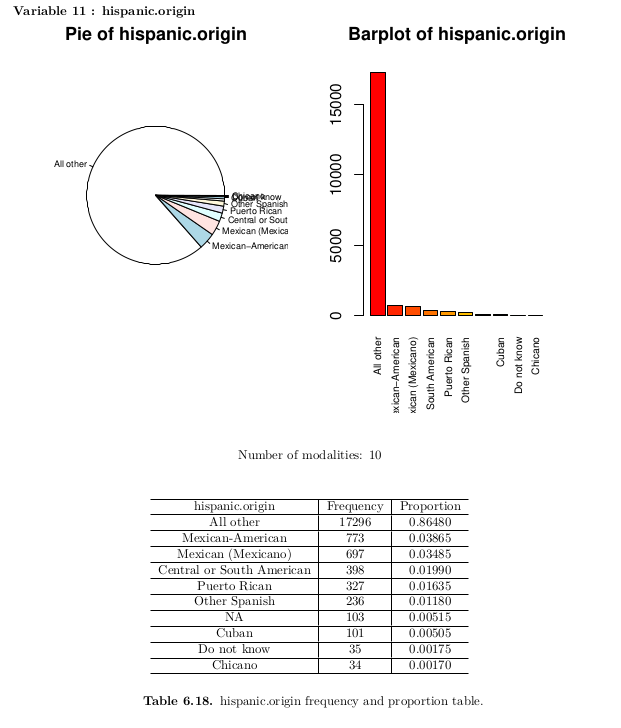 Variable 11 : hispanic.origin
Pie of hispanic.origin
All other
Chicano
Other Spanish
Puerto Rican
Central or Sout
Mexican (Mexica
Mexican−American
Barplot of hispanic.origin
15000
10000
5000
0
All other
exican−American
xican (Mexicano)
South American
Puerto Rican
Other Spanish
Cuban
Do not know
Chicano
Number of modalities: 10
hispanic.origin Frequency Proportion
All other 17296 0.86480
Mexican-American 773 0.03865
Mexican (Mexicano) 697 0.03485
Central or South American 398 0.01990
Puerto Rican 327 0.01635
Other Spanish 236 0.01180
NA 103 0.00515
Cuban 101 0.00505
Do not know 35 0.00175
Chicano 34 0.00170
Table 6.18. hispanic.origin frequency and proportion table.